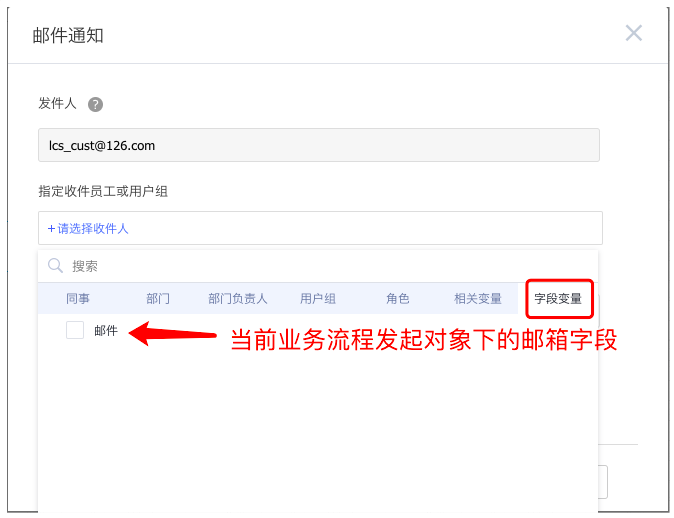 邮件通知
发件人 ?
lcs_cust@126.com
指定收件员工或用户组
+请选择收件人
搜索
同事 部门 部门负责人 用户组 角色 相关变量 字段变量
邮件 当前业务流程发起对象下的邮箱字段